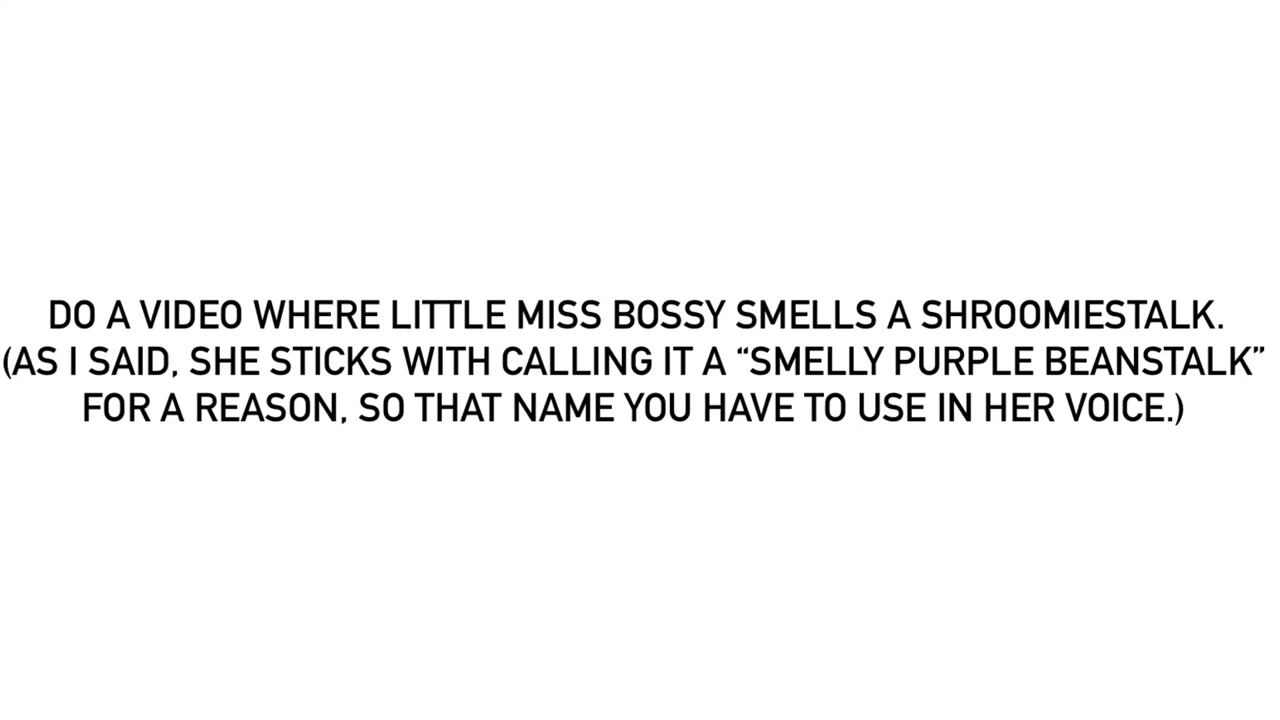 DO A VIDEO WHERE LITTLE MISS BOSSY SMELLS A SHROOMIESTALK.
(AS I SAID, SHE STICKS WITH CALLING IT A “SMELLY PURPLE BEANSTALK”
FOR A REASON, SO THAT NAME YOU HAVE TO USE IN HER VOICE.)